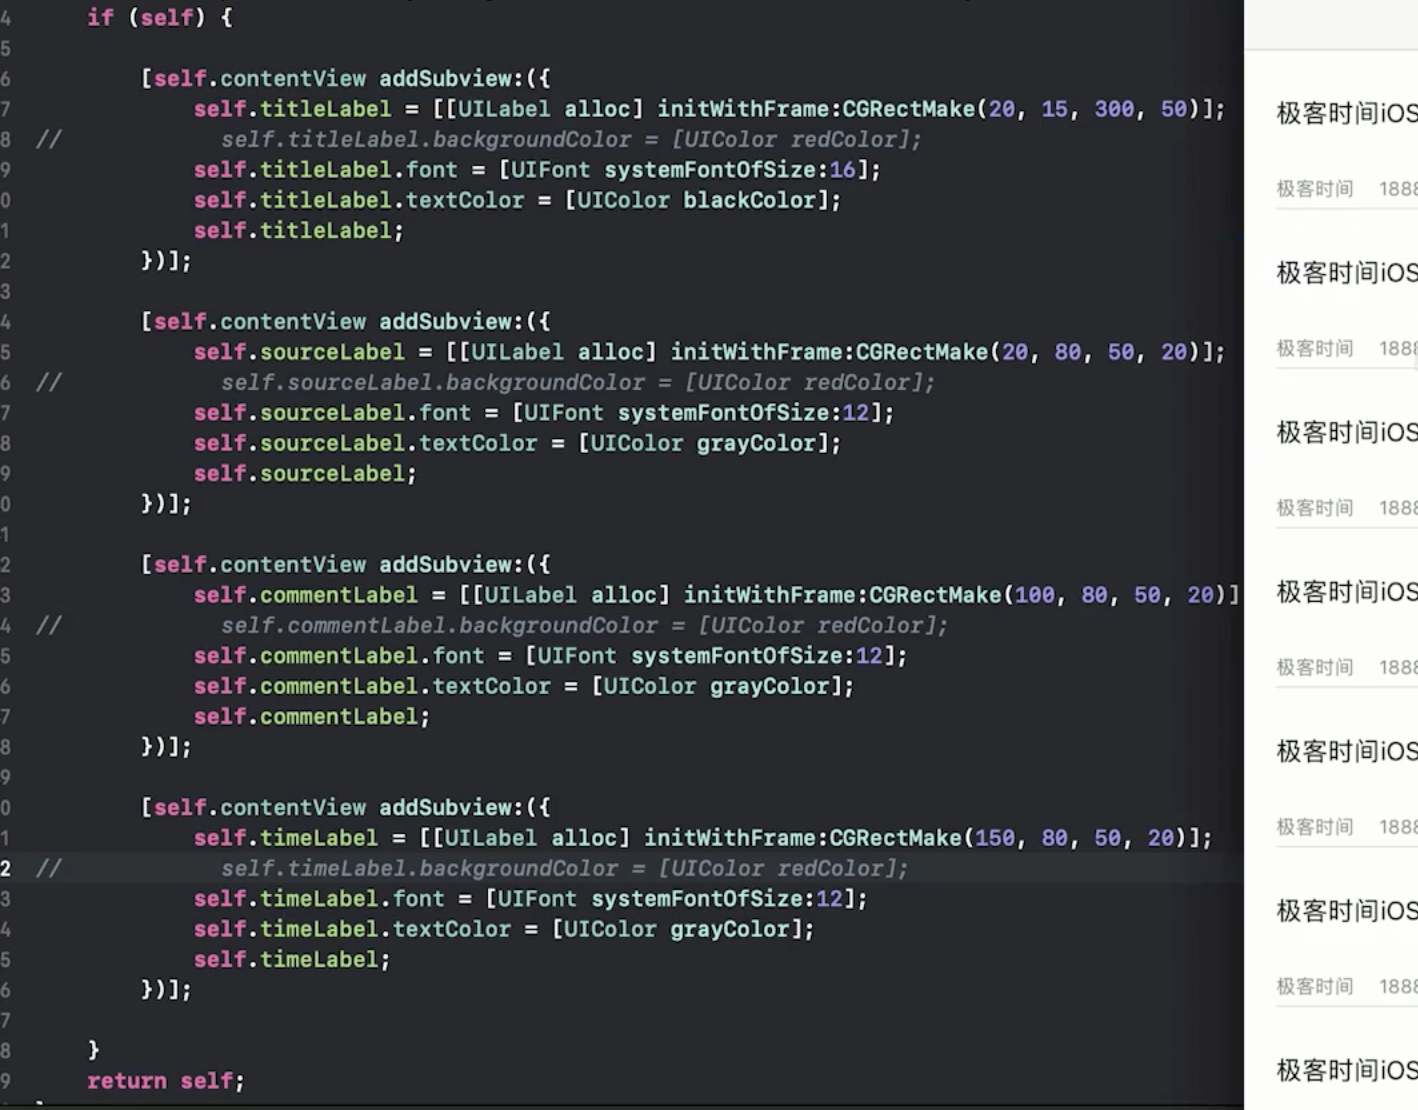 4 if (self) {
5
6 [self.contentView addSubview:({
7 self.titleLabel = [[UILabel alloc] initWithFrame:CGRectMake(20, 15, 300, 50)];
8 // self.titleLabel.backgroundColor = [UIColor redColor];
9 self.titleLabel.font = [UIFont systemFontOfSize:16];
0 self.titleLabel.textColor = [UIColor blackColor];
1 self.titleLabel;
2 })];
3
4 [self.contentView addSubview:({
5 self.sourceLabel = [[UILabel alloc] initWithFrame:CGRectMake(20, 80, 50, 20)];
6 // self.sourceLabel.backgroundColor = [UIColor redColor];
7 self.sourceLabel.font = [UIFont systemFontOfSize:12];
8 self.sourceLabel.textColor = [UIColor grayColor];
9 self.sourceLabel;
0 })];
1
2 [self.contentView addSubview:({
3 self.commentLabel = [[UILabel alloc] initWithFrame:CGRectMake(100, 80, 50, 20)]
4 // self.commentLabel.backgroundColor = [UIColor redColor];
5 self.commentLabel.font = [UIFont systemFontOfSize:12];
6 self.commentLabel.textColor = [UIColor grayColor];
7 self.commentLabel;
8 })];
9
0 [self.contentView addSubview:({
1 self.timeLabel = [[UILabel alloc] initWithFrame:CGRectMake(150, 80, 50, 20)];
2 // self.timeLabel.backgroundColor = [UIColor redColor];
3 self.timeLabel.font = [UIFont systemFontOfSize:12];
4 self.timeLabel.textColor = [UIColor grayColor];
5 self.timeLabel;
6 })];
7
8 }
9 return self;
极客时间iOS
极客时间 1888
极客时间iOS
极客时间 1888
极客时间iOS
极客时间 1888
极客时间iOS
极客时间 1888
极客时间iOS
极客时间 1888
极客时间iOS
极客时间 1888
极客时间iOS